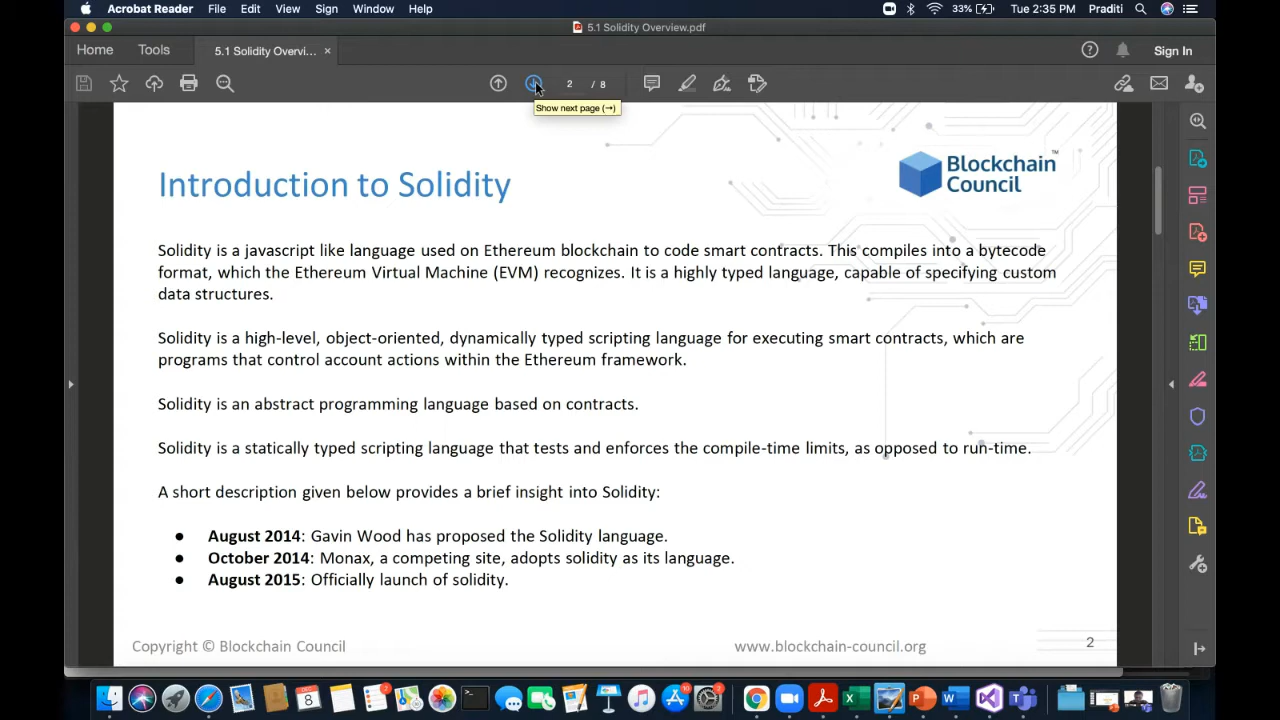 Acrobat Reader File Edit View Sign Window Help 33% Tue 2:35 PM Praditi
5.1 Solidity Overview.pdf
Home Tools 5.1 Solidity Overvi... × Sign In
2 / 8
Show next page (→)
Blockchain Council™
Introduction to Solidity
Solidity is a javascript like language used on Ethereum blockchain to code smart contracts. This compiles into a bytecode
format, which the Ethereum Virtual Machine (EVM) recognizes. It is a highly typed language, capable of specifying custom
data structures.
Solidity is a high-level, object-oriented, dynamically typed scripting language for executing smart contracts, which are
programs that control account actions within the Ethereum framework.
Solidity is an abstract programming language based on contracts.
Solidity is a statically typed scripting language that tests and enforces the compile-time limits, as opposed to run-time.
A short description given below provides a brief insight into Solidity:
● August 2014: Gavin Wood has proposed the Solidity language.
● October 2014: Monax, a competing site, adopts solidity as its language.
● August 2015: Officially launch of solidity.
Copyright © Blockchain Council www.blockchain-council.org 2